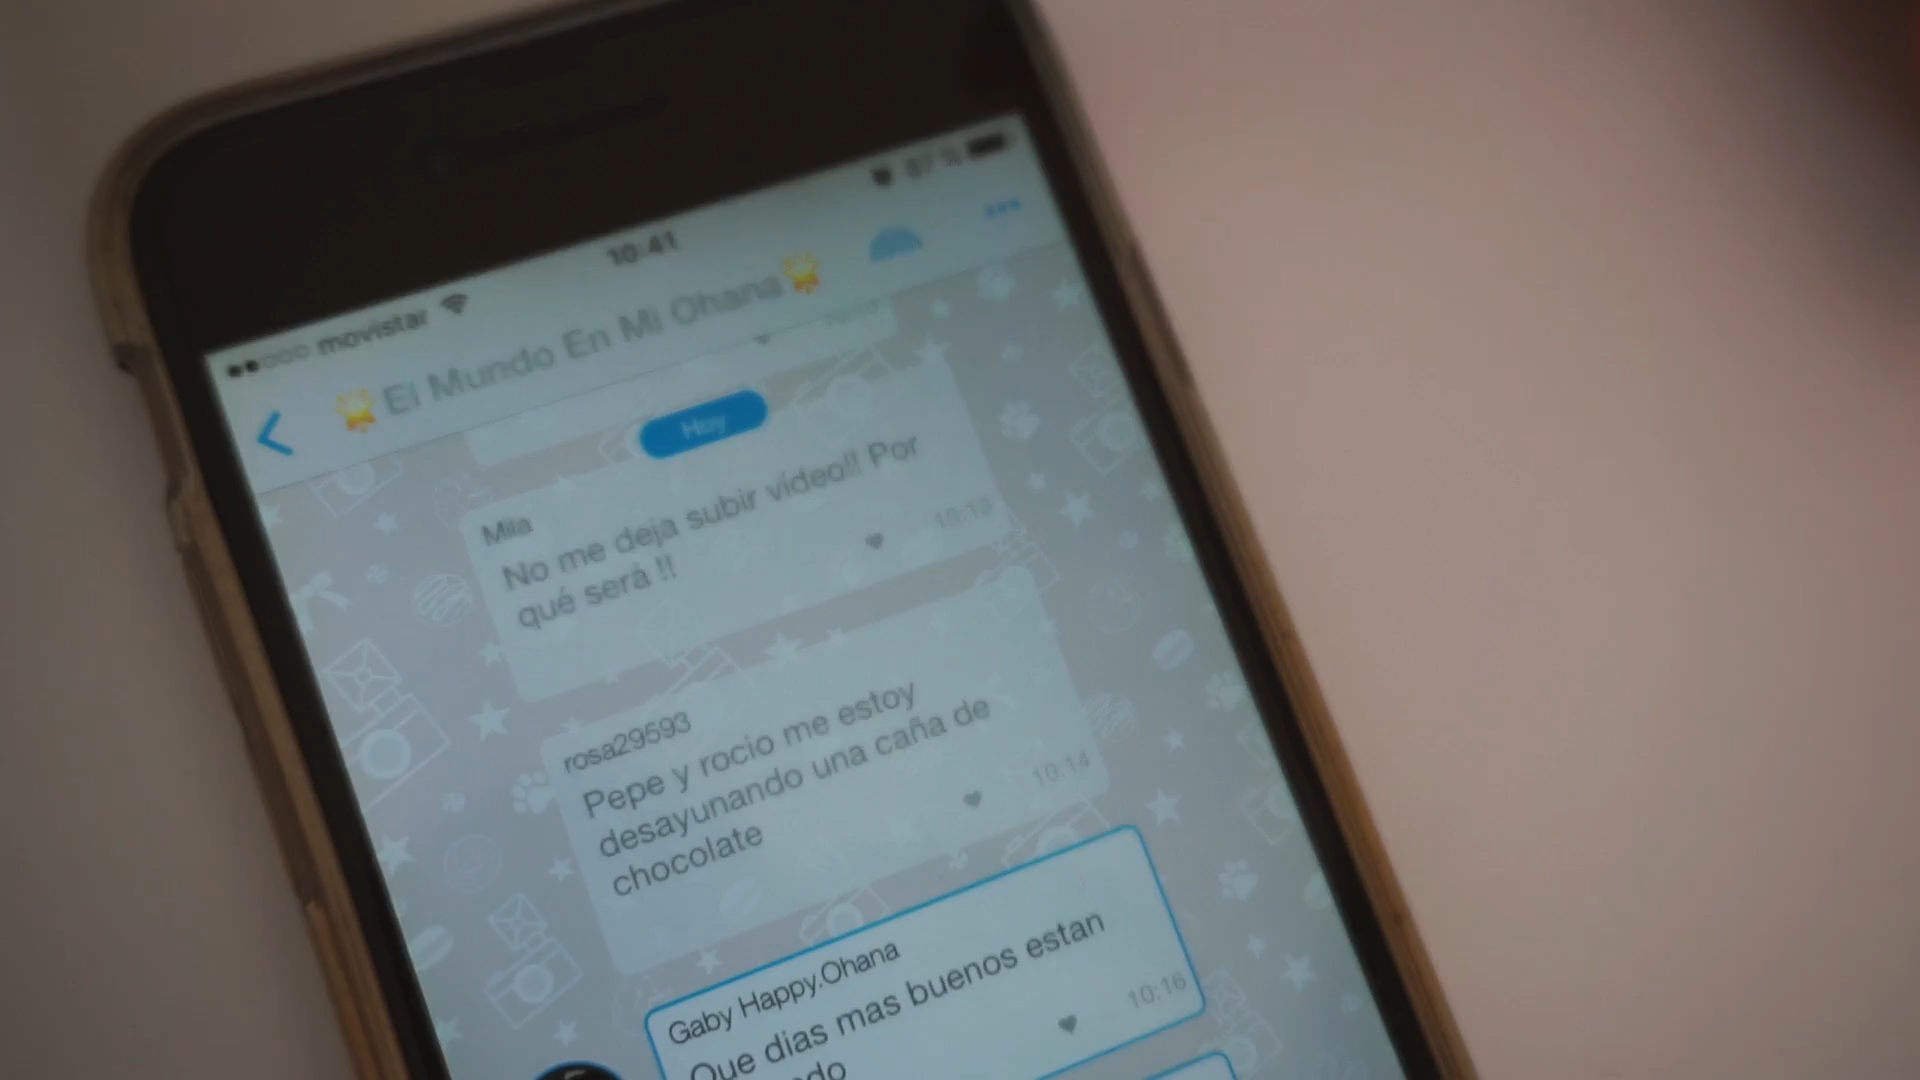 movistar
10:41
87 %
El Mundo En Mi Ohana
Hoy
Mila
No me deja subir vídeo!! Por
qué será !!
10:13
rosa29593
Pepe y rocio me estoy
desayunando una caña de
chocolate
10:14
Gaby Happy.Ohana
Que dias mas buenos estan
10:16